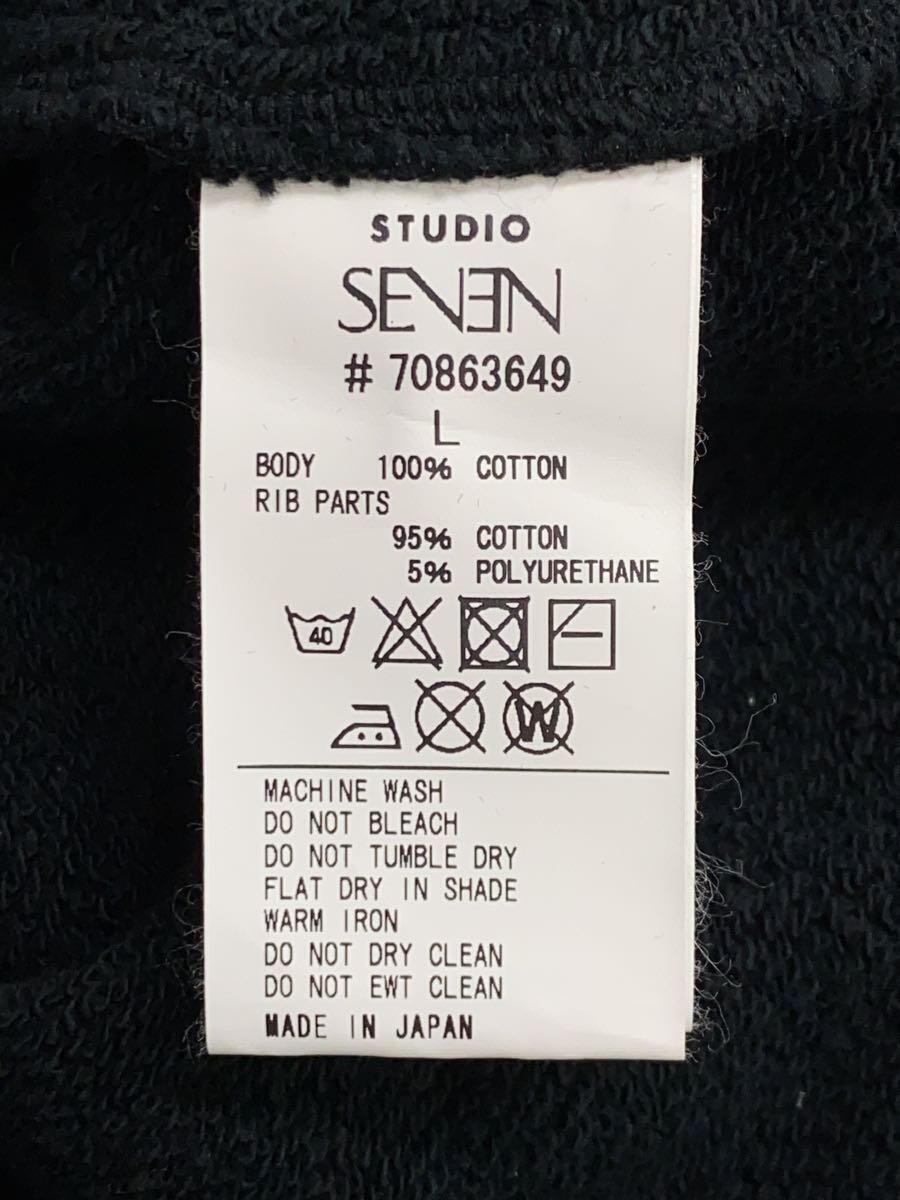 STUDIO
SEVEN
# 70863649
L
BODY 100% COTTON
RIB PARTS
95% COTTON
5% POLYURETHANE
40
W
MACHINE WASH
DO NOT BLEACH
DO NOT TUMBLE DRY
FLAT DRY IN SHADE
WARM IRON
DO NOT DRY CLEAN
DO NOT EWT CLEAN
MADE IN JAPAN